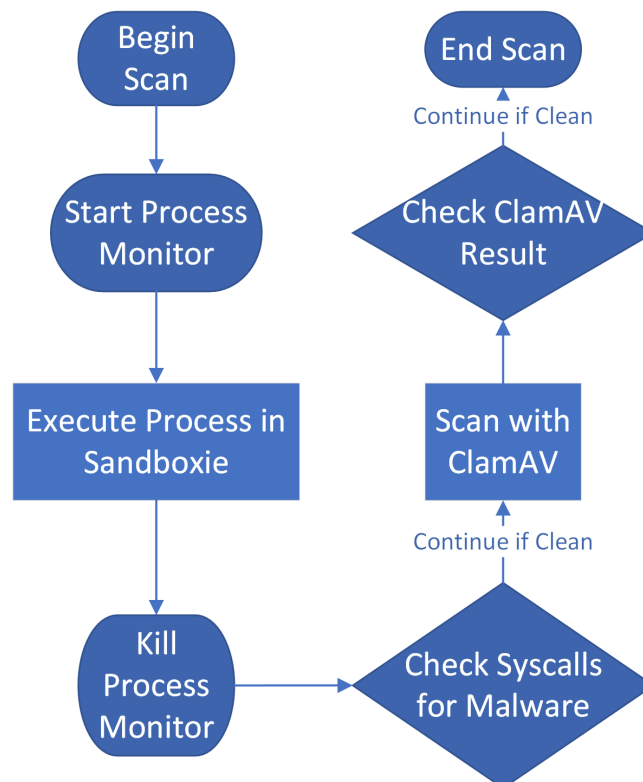 Begin
Scan
Start Process
Monitor
Execute Process in
Sandboxie
Kill
Process
Monitor
Check Syscalls
for Malware
Continue if Clean
Scan with
ClamAV
Check ClamAV
Result
Continue if Clean
End Scan